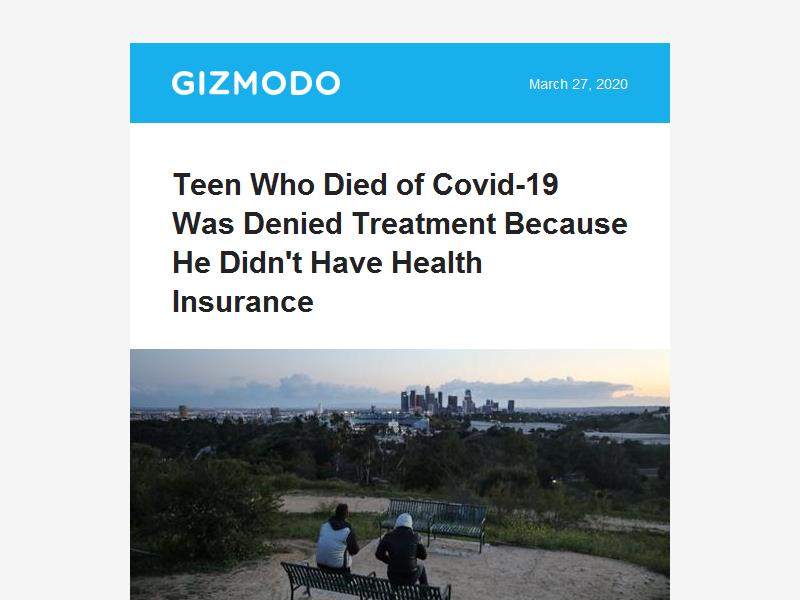 GIZMODO
March 27, 2020
Teen Who Died of Covid-19
Was Denied Treatment Because
He Didn't Have Health
Insurance